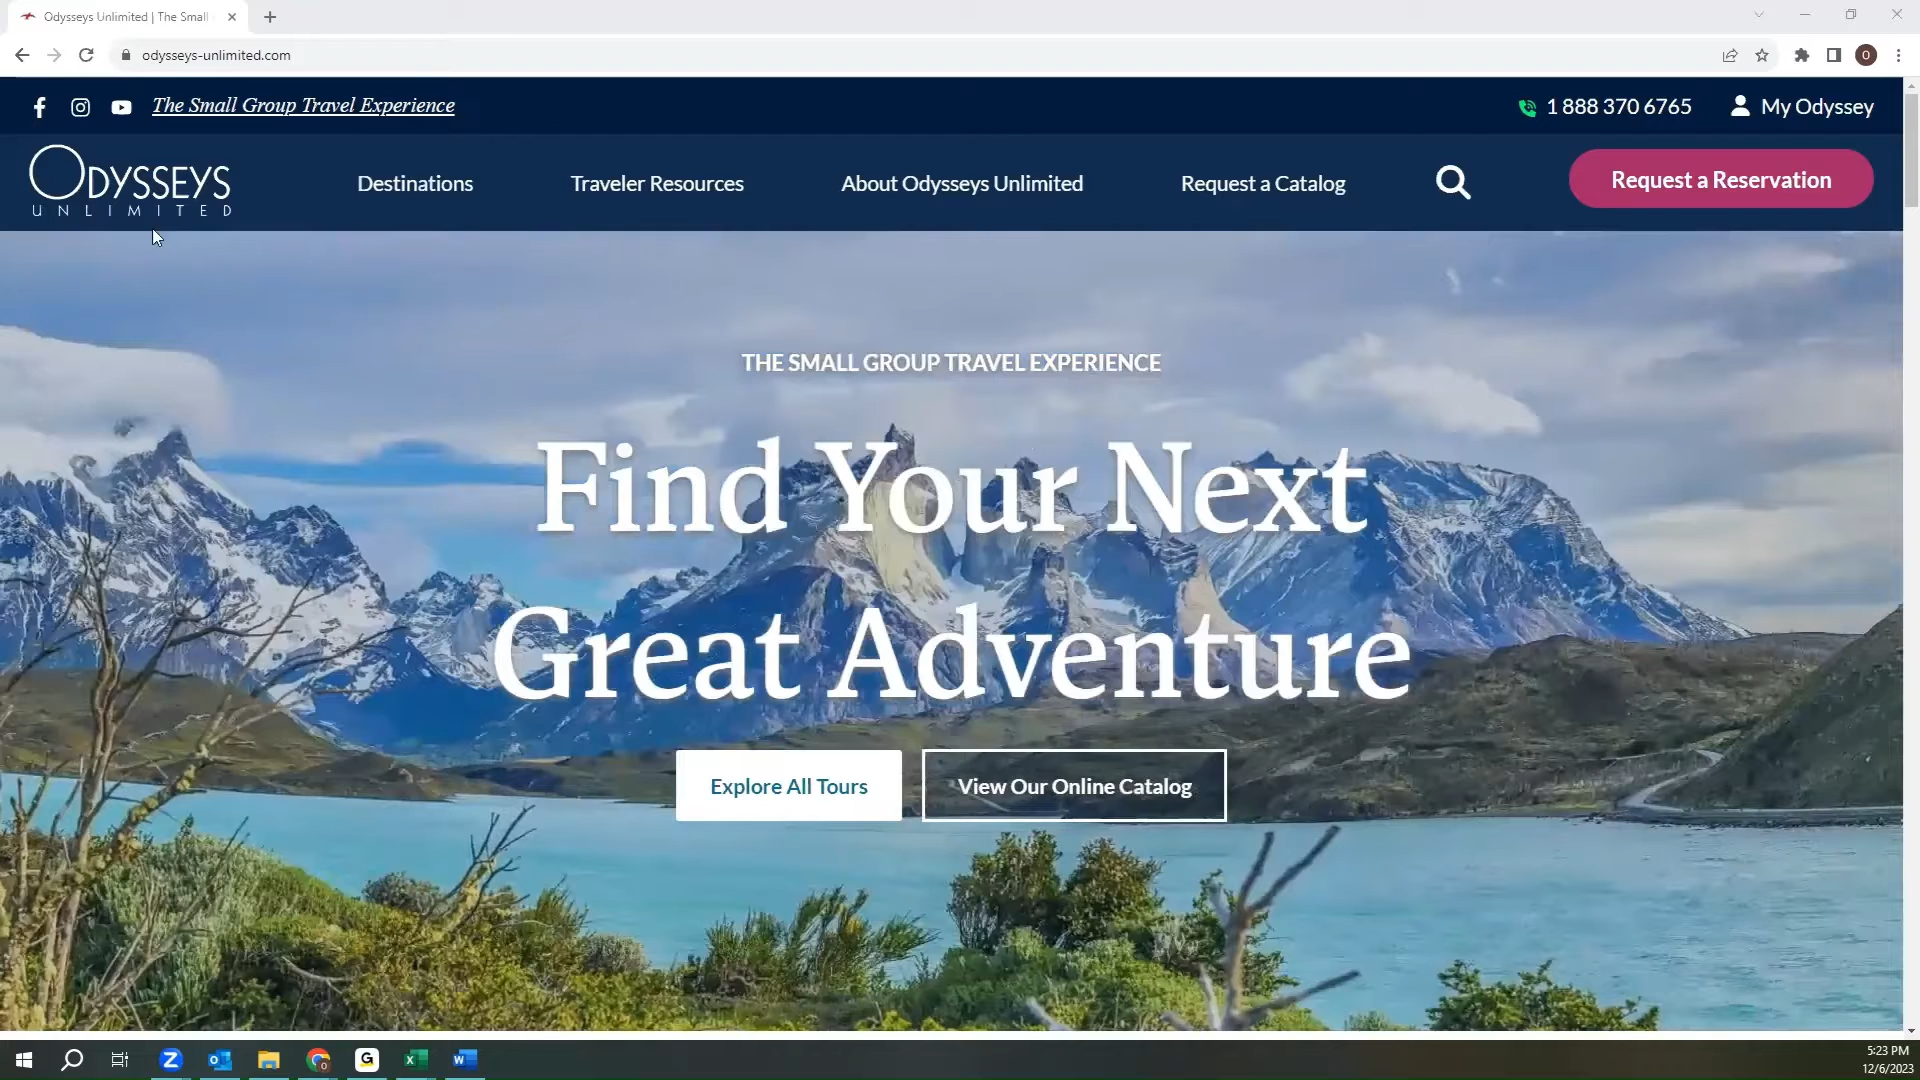 Odysseys Unlimited | The Small
odysseys-unlimited.com
O
The Small Group Travel Experience
1 888 370 6765
My Odyssey
ODYSSEYS
UNLIMITED
Destinations
Traveler Resources
About Odysseys Unlimited
Request a Catalog
Request a Reservation
THE SMALL GROUP TRAVEL EXPERIENCE
Find Your Next
Great Adventure
Explore All Tours
View Our Online Catalog
5:23 PM
12/6/2023